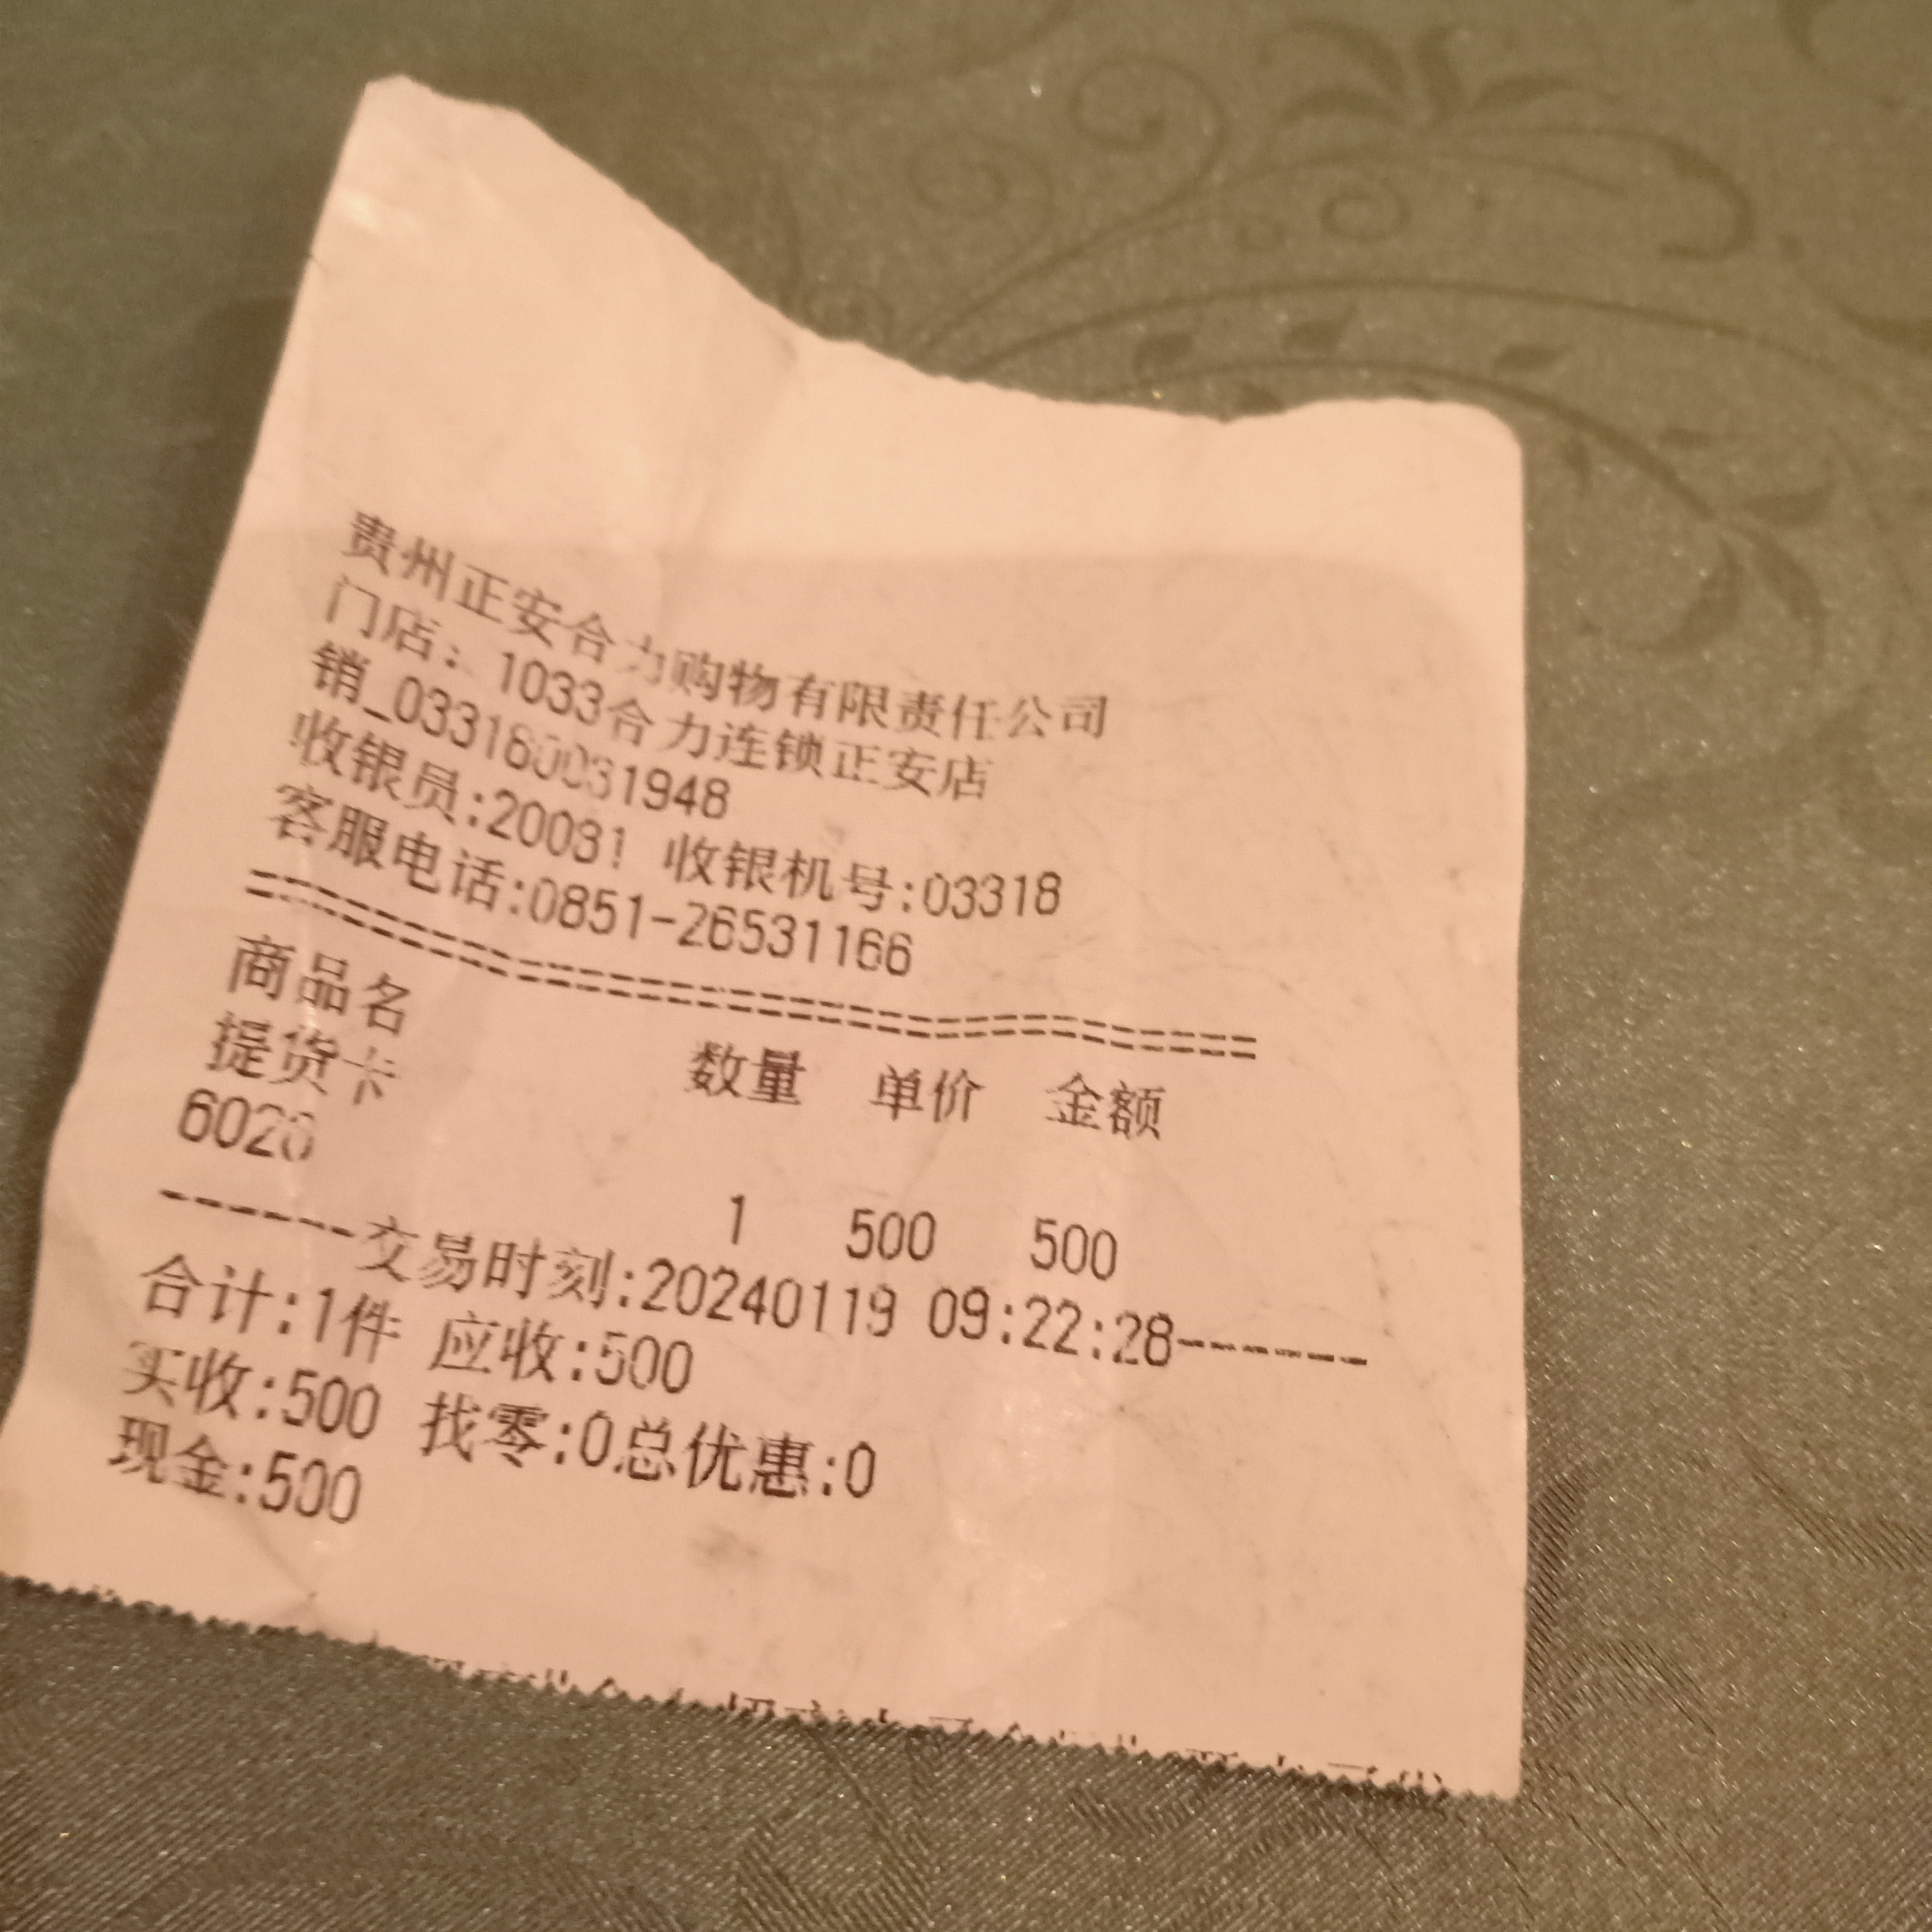 贵州正安合力购物有限责任公司
门店：1033合力连锁正安店
销_033180031948
收银员:20081 收银机号:03318
客服电话:0851-26531166
==================================
商品名 数量 单价 金额
提货卡
6026
1 500 500
------交易时刻:20240119 09:22:28------
合计:1件 应收:500
实收:500 找零:0总优惠:0
现金:500